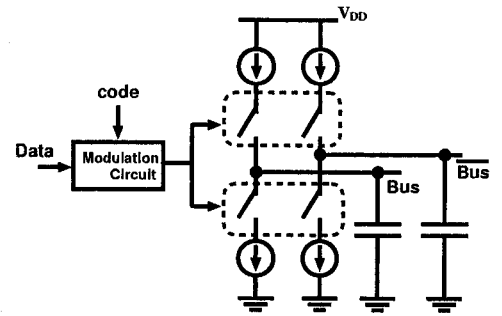 V_DD
code
Data
Modulation
Circuit
Bus
Bus